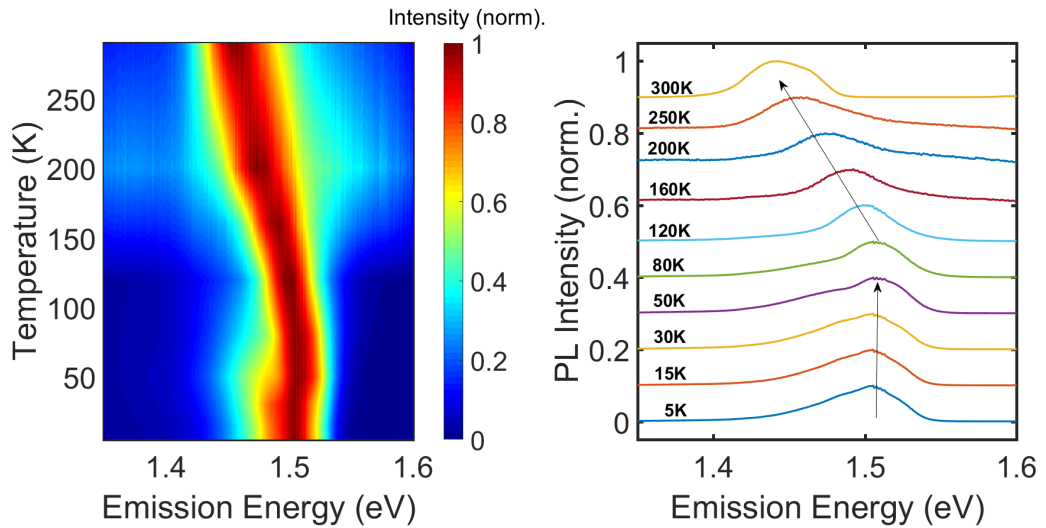 Intensity (norm).
Temperature (K)
250
200
150
100
50
1.4
1.5
1.6
Emission Energy (eV)
1
0.8
0.6
0.4
0.2
0
PL Intensity (norm.)
1
0.8
0.6
0.4
0.2
0
300K
250K
200K
160K
120K
80K
50K
30K
15K
5K
1.4
1.5
1.6
Emission Energy (eV)